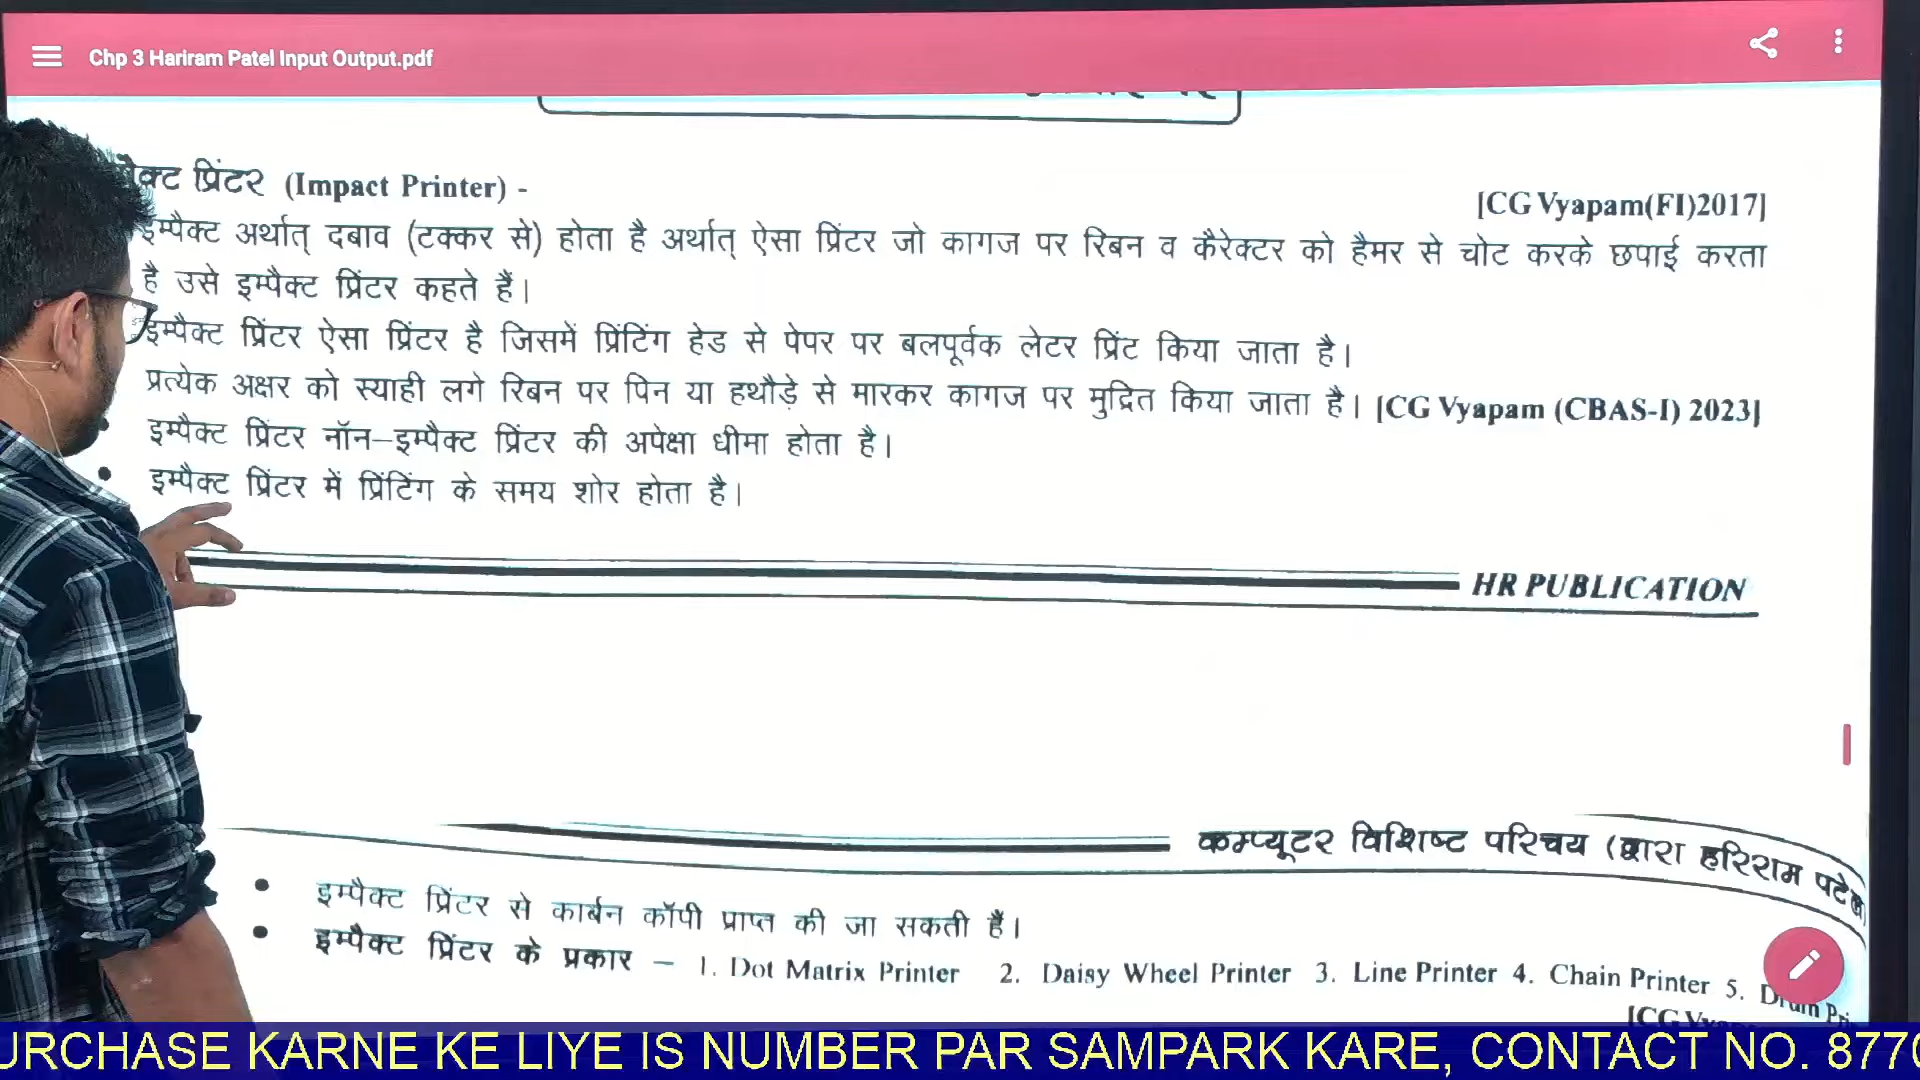 Chp 3 Hariram Patel Input Output.pdf
प्रिंटर (Impact Printer) -
[CG Vyapam(FI)2017]
इम्पैक्ट अर्थात् दबाव (टक्कर से) होता है अर्थात् ऐसा प्रिंटर जो कागज पर रिबन व कैरेक्टर को हैमर से चोट करके छपाई करता
है उसे इम्पैक्ट प्रिंटर कहते हैं।
इम्पैक्ट प्रिंटर ऐसा प्रिंटर है जिसमें प्रिंटिंग हेड से पेपर पर बलपूर्वक लेटर प्रिंट किया जाता है।
प्रत्येक अक्षर को स्याही लगे रिबन पर पिन या हथौड़े से मारकर कागज पर मुद्रित किया जाता है। [CG Vyapam (CBAS-I) 2023]
• इम्पैक्ट प्रिंटर नॉन–इम्पैक्ट प्रिंटर की अपेक्षा धीमा होता है।
• इम्पैक्ट प्रिंटर में प्रिंटिंग के समय शोर होता है।
HR PUBLICATION
कम्प्यूटर विशिष्ट परिचय (द्वारा हरिराम पटेल)
• इम्पैक्ट प्रिंटर से कार्बन कॉपी प्राप्त की जा सकती हैं।
• इम्पैक्ट प्रिंटर के प्रकार – 1. Dot Matrix Printer 2. Daisy Wheel Printer 3. Line Printer 4. Chain Printer 5.
[CG
URCHASE KARNE KE LIYE IS NUMBER PAR SAMPARK KARE, CONTACT NO. 8770